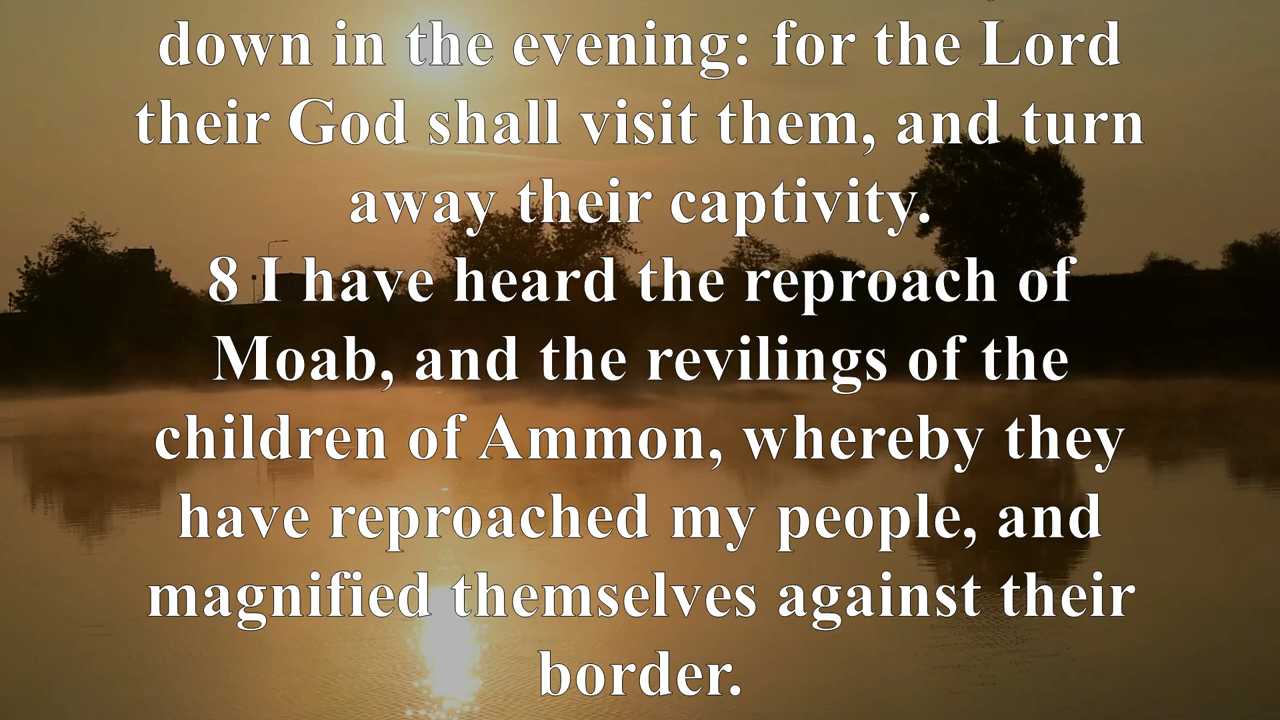 down in the evening: for the Lord
their God shall visit them, and turn
away their captivity.
8 I have heard the reproach of
Moab, and the revilings of the
children of Ammon, whereby they
have reproached my people, and
magnified themselves against their
border.